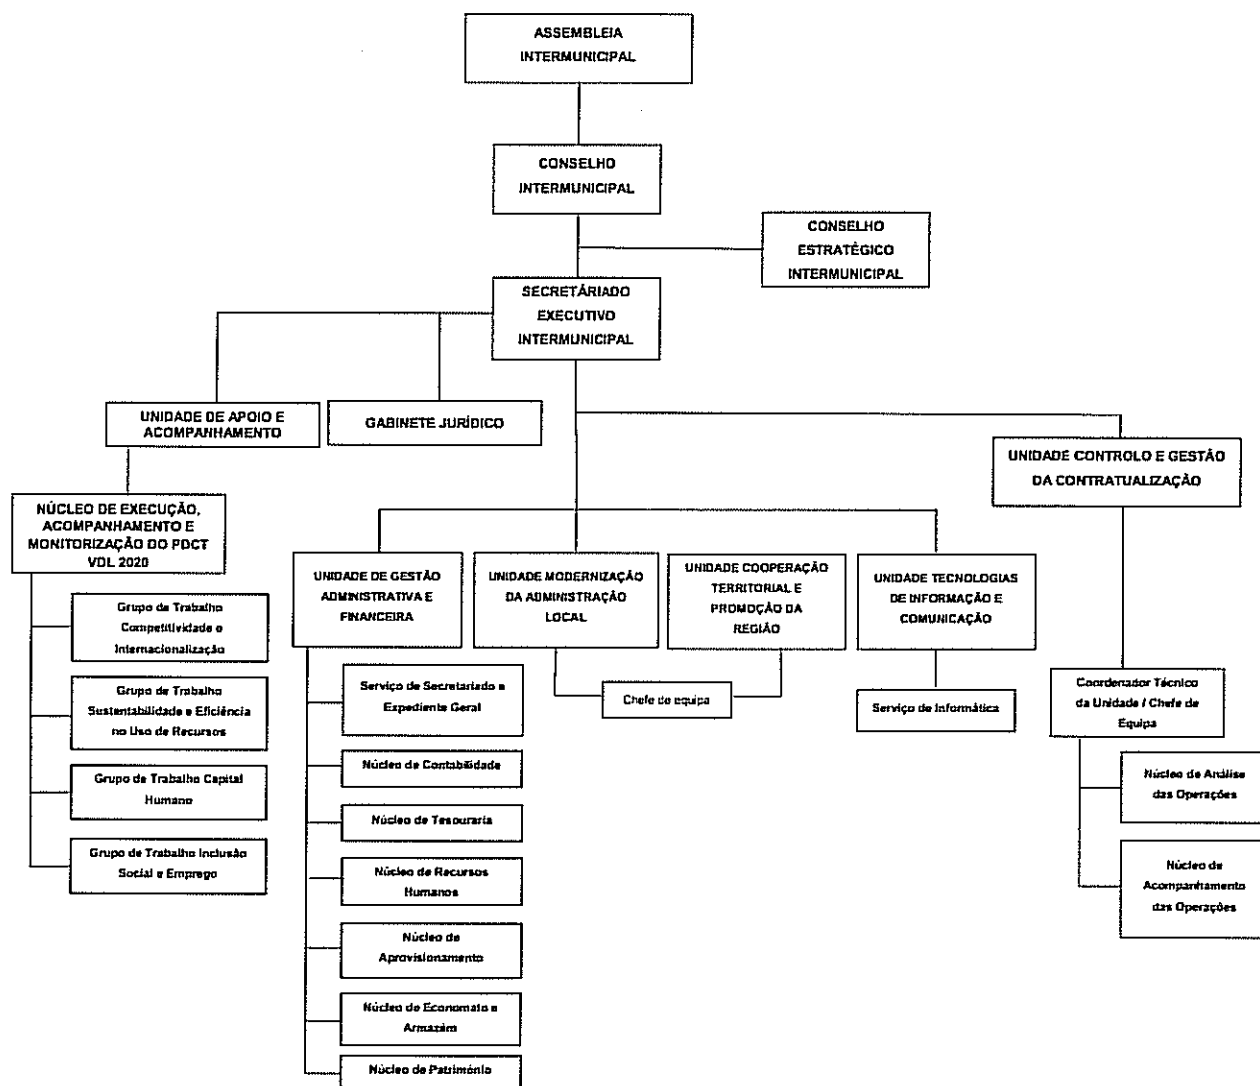 ASSEMBLEIA
INTERMUNICIPAL
CONSELHO
INTERMUNICIPAL
CONSELHO
ESTRATÉGICO
INTERMUNICIPAL
SECRETÁRIADO
EXECUTIVO
INTERMUNICIPAL
UNIDADE DE APOIO E
ACOMPANHAMENTO
GABINETE JURÍDICO
UNIDADE CONTROLO E GESTÃO
DA CONTRATUALIZAÇÃO
NÚCLEO DE EXECUÇÃO,
ACOMPANHAMENTO E
MONITORIZAÇÃO DO PDCT
VDL 2020
UNIDADE DE GESTÃO
ADMINISTRATIVA E
FINANCEIRA
UNIDADE MODERNIZAÇÃO
DA ADMINISTRAÇÃO
LOCAL
UNIDADE COOPERAÇÃO
TERRITORIAL E
PROMOÇÃO DA
REGIÃO
UNIDADE TECNOLOGIAS
DE INFORMAÇÃO E
COMUNICAÇÃO
Grupo de Trabalho
Competitividade e
Internacionalização
Grupo de Trabalho
Sustentabilidade e Eficiência
no Uso de Recursos
Grupo de Trabalho Capital
Humano
Grupo de Trabalho Inclusão
Social e Emprego
Serviço de Secretariado e
Expediente Geral
Núcleo de Contabilidade
Núcleo de Tesouraria
Núcleo de Recursos
Humanos
Núcleo de
Aprovisionamento
Núcleo de Economato e
Armazém
Núcleo de Património
Chefe de equipa
Serviço de Informática
Coordenador Técnico
da Unidade / Chefe de
Equipa
Núcleo de Análise
das Operações
Núcleo de
Acompanhamento
das Operações